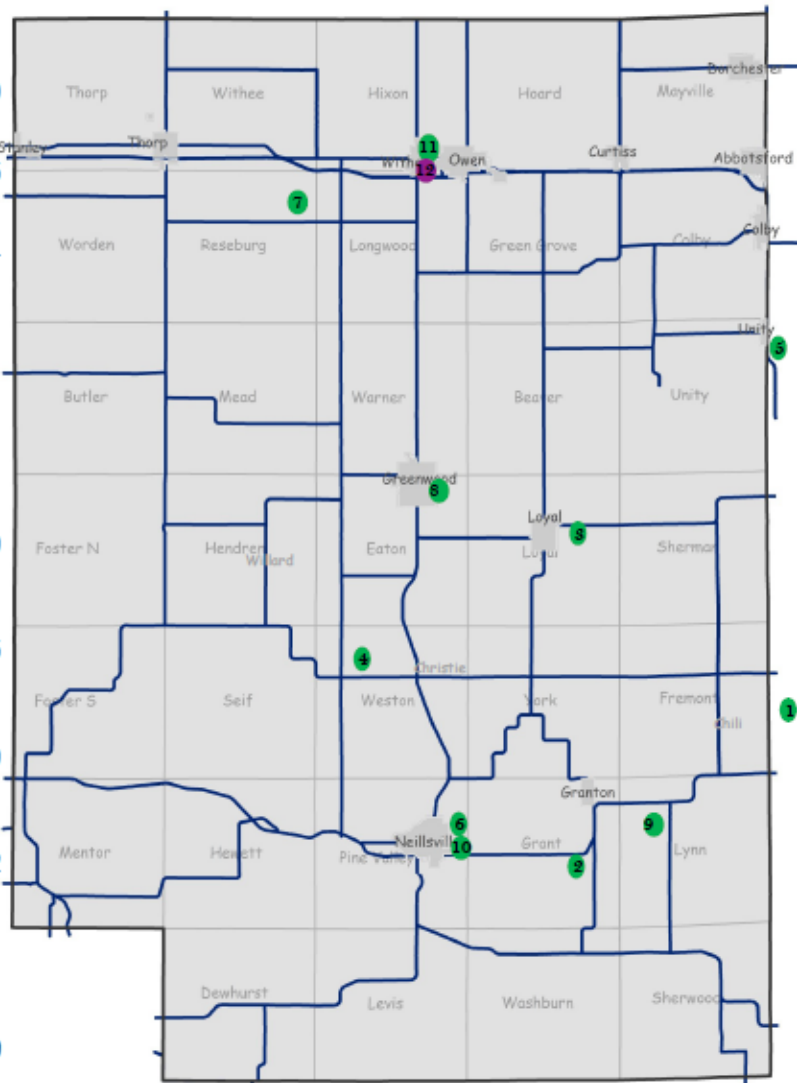 Dorchester
Thorp
Withee
Hixon
Hoard
Mayville
Stanley
Thorp
11
Withe
12
Owen
Curtiss
Abbotsford
7
Worden
Reseburg
Longwood
Green Grove
Colby
Colby
Unity
5
Butler
Mead
Warner
Beaver
Unity
Greenwood
8
Loyal
Foster N
Hendren
Willard
Eaton
Loyal
Sherman
4
Christie
Foster S
Seif
Weston
York
Fremont
1
Chili
Granton
6
9
Neillsvill
10
Mentor
Hewett
Pine Valley
Grant
2
Lynn
Dewhurst
Levis
Washburn
Sherwood